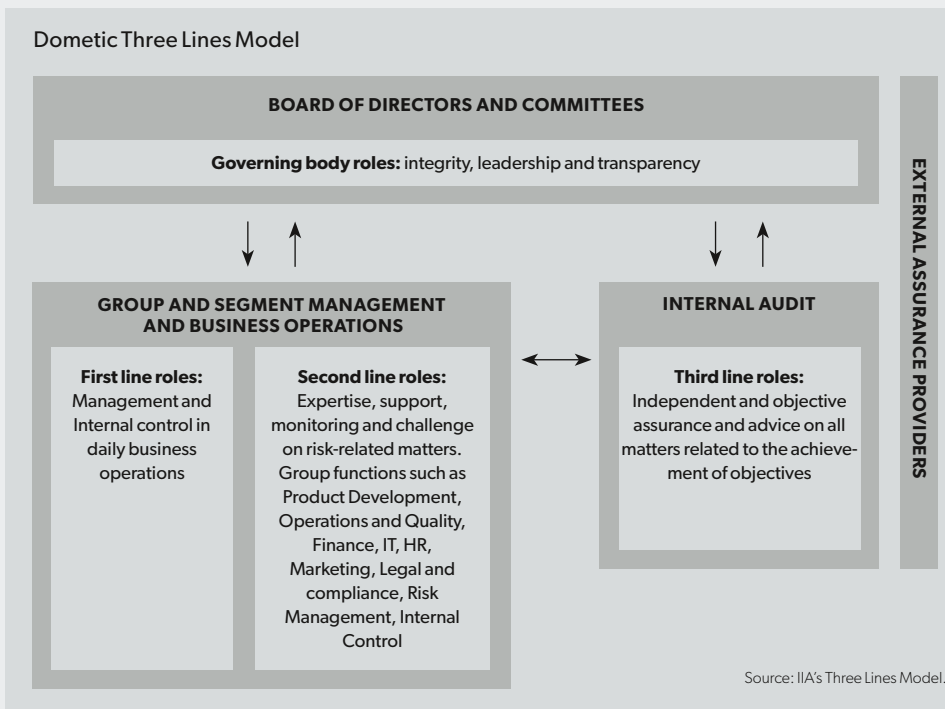 Dometic Three Lines Model
BOARD OF DIRECTORS AND COMMITTEES
Governing body roles: integrity, leadership and transparency
GROUP AND SEGMENT MANAGEMENT
AND BUSINESS OPERATIONS
First line roles:
Management and
Internal control in
daily business
operations
Second line roles:
Expertise, support,
monitoring and challenge
on risk-related matters.
Group functions such as
Product Development,
Operations and Quality,
Finance, IT, HR,
Marketing, Legal and
compliance, Risk
Management, Internal
Control
INTERNAL AUDIT
Third line roles:
Independent and objective
assurance and advice on all
matters related to the achieve-
ment of objectives
EXTERNAL ASSURANCE PROVIDERS
Source: IIA's Three Lines Model.